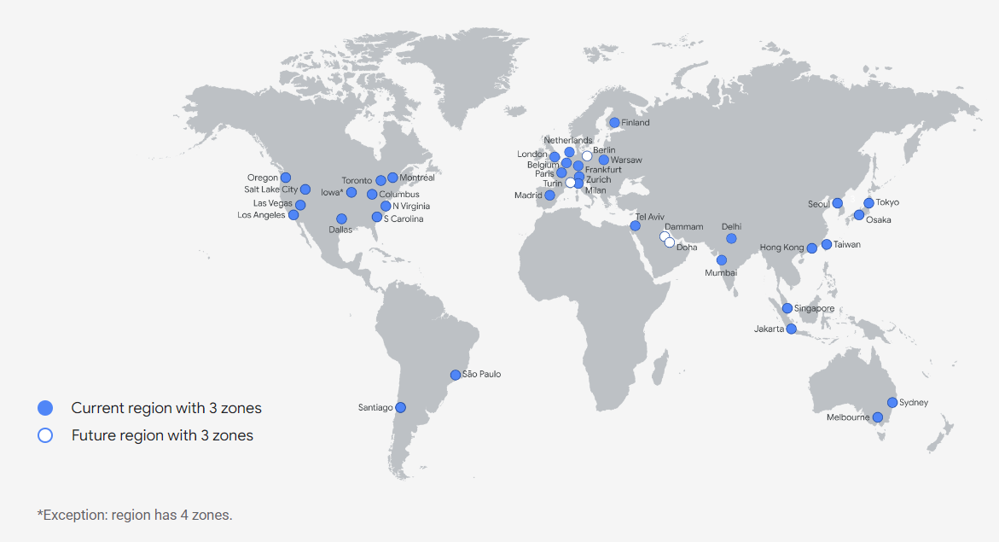 Finland
Netherlands
Berlin
London
Warsaw
Belgium
Frankfurt
Paris
Zurich
Turin
Milan
Madrid
Oregon
Toronto
Montréal
Salt Lake City
Iowa*
Columbus
Las Vegas
N Virginia
Los Angeles
S Carolina
Dallas
Tel Aviv
Dammam
Doha
Delhi
Mumbai
Seoul
Tokyo
Osaka
Hong Kong
Taiwan
Singapore
Jakarta
São Paulo
Santiago
Sydney
Melbourne
Current region with 3 zones
Future region with 3 zones
*Exception: region has 4 zones.